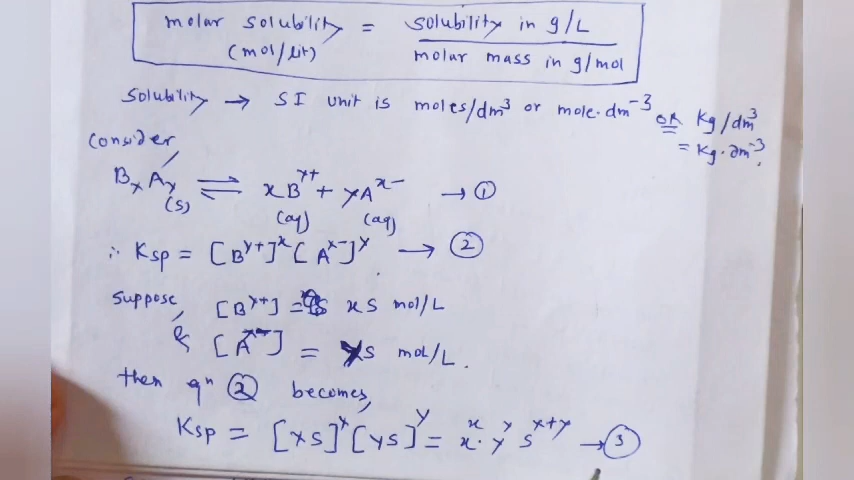 molar solubility = solubility in g/L
(mol/lit) molar mass in g/mol
Solubility → SI unit is moles/dm³ or mole·dm⁻³ OR Kg/dm³
= Kg·dm⁻³,
Consider,
BₓAᵧ(s) ⇌ xBʸ⁺(aq) + yAˣ⁻(aq) → ①
∴ Ksp = [Bʸ⁺]ˣ [Aˣ⁻]ʸ → ②
Suppose, [Bʸ⁺] = xS mol/L
& [Aˣ⁻] = yS mol/L.
then qⁿ ② becomes,
Ksp = [xS]ˣ [yS]ʸ = xˣ · yʸ Sˣ⁺ʸ → ③